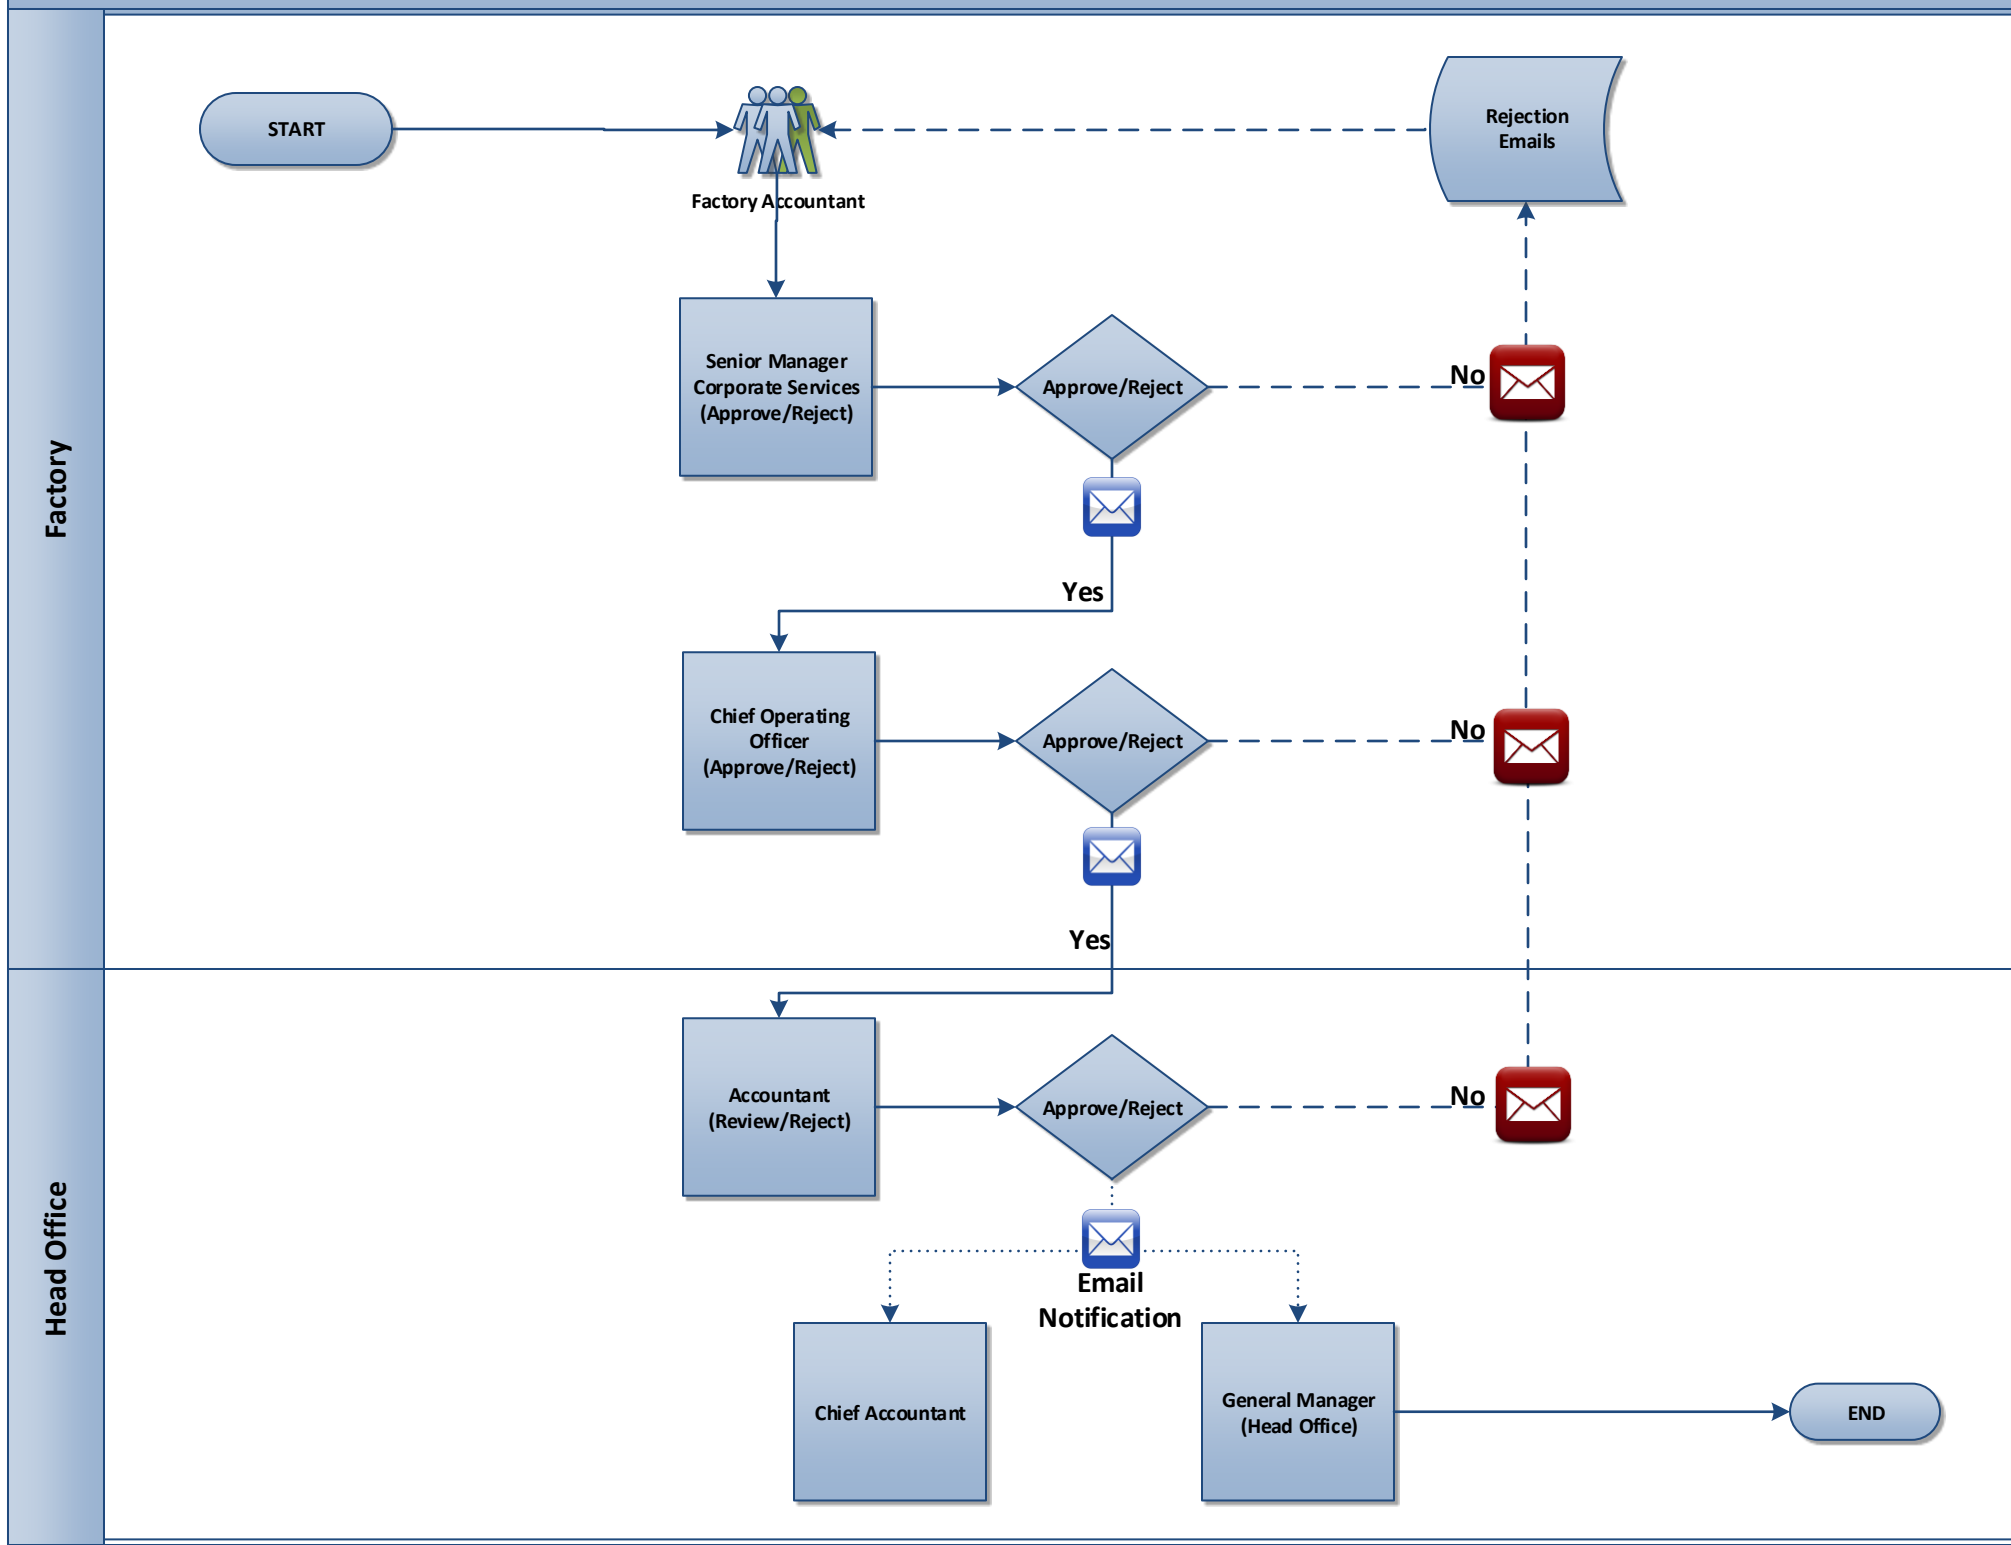 Factory
START
Factory Accountant
Rejection
Emails
Senior Manager
Corporate Services
(Approve/Reject)
Approve/Reject
No
Yes
Chief Operating
Officer
(Approve/Reject)
Approve/Reject
No
Yes
Head Office
Accountant
(Review/Reject)
Approve/Reject
No
Email
Notification
Chief Accountant
General Manager
(Head Office)
END